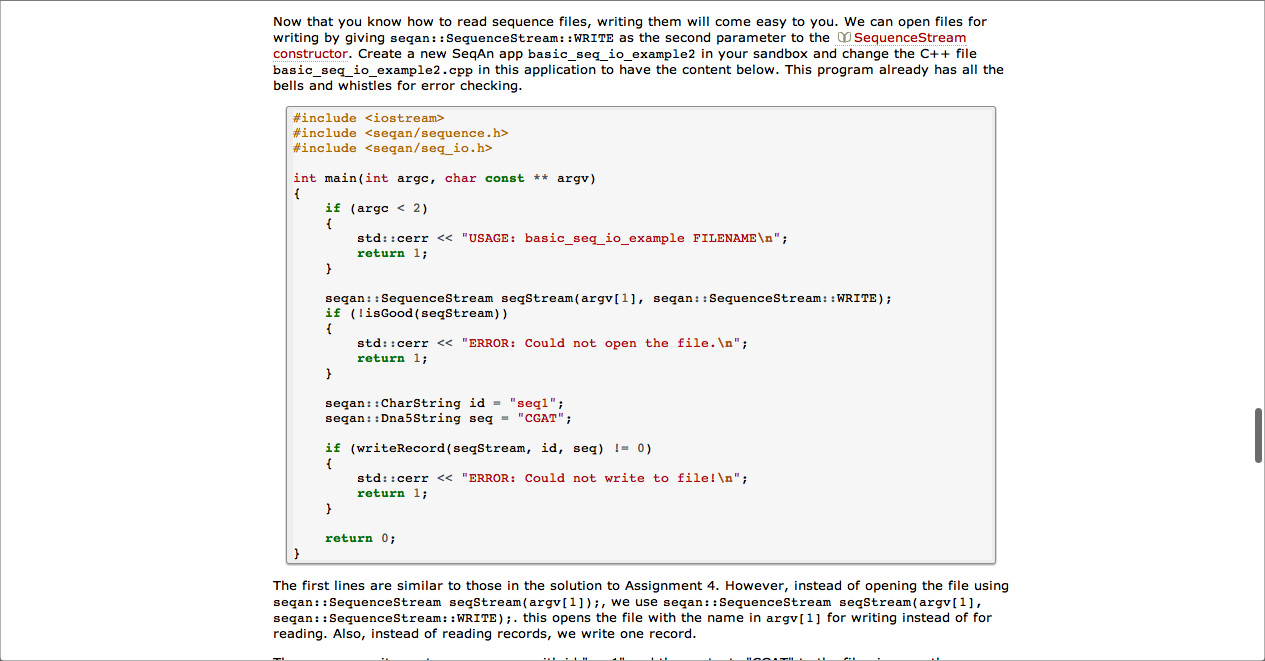 Now that you know how to read sequence files, writing them will come easy to you. We can open files for
writing by giving seqan::SequenceStream::WRITE as the second parameter to the SequenceStream
constructor. Create a new SeqAn app basic_seq_io_example2 in your sandbox and change the C++ file
basic_seq_io_example2.cpp in this application to have the content below. This program already has all the
bells and whistles for error checking.
#include <iostream>
#include <seqan/sequence.h>
#include <seqan/seq_io.h>
int main(int argc, char const ** argv)
{
    if (argc < 2)
    {
        std::cerr << "USAGE: basic_seq_io_example FILENAME\n";
        return 1;
    }
    seqan::SequenceStream seqStream(argv[1], seqan::SequenceStream::WRITE);
    if (!isGood(seqStream))
    {
        std::cerr << "ERROR: Could not open the file.\n";
        return 1;
    }
    seqan::CharString id = "seq1";
    seqan::Dna5String seq = "CGAT";
    if (writeRecord(seqStream, id, seq) != 0)
    {
        std::cerr << "ERROR: Could not write to file!\n";
        return 1;
    }
    return 0;
}
The first lines are similar to those in the solution to Assignment 4. However, instead of opening the file using
seqan::SequenceStream seqStream(argv[1]);, we use seqan::SequenceStream seqStream(argv[1],
seqan::SequenceStream::WRITE);. this opens the file with the name in argv[1] for writing instead of for
reading. Also, instead of reading records, we write one record.